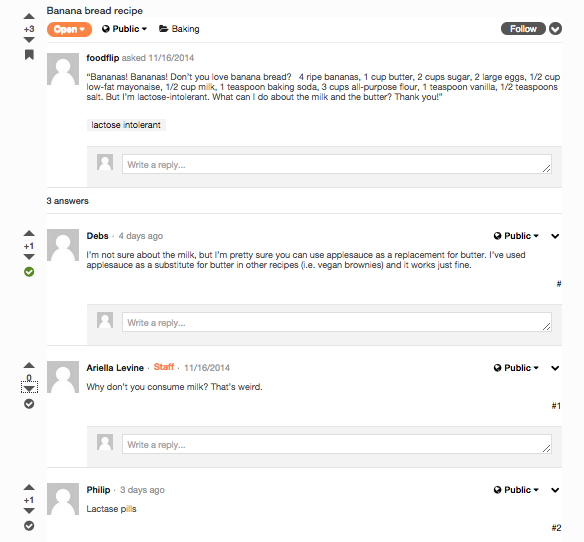 Banana bread recipe
+3
Open
Public
Baking
Follow
foodflip asked 11/16/2014
"Bananas! Bananas! Don't you love banana bread? 4 ripe bananas, 1 cup butter, 2 cups sugar, 2 large eggs, 1/2 cup
low-fat mayonaise, 1/2 cup milk, 1 teaspoon baking soda, 3 cups all-purpose flour, 1 teaspoon vanilla, 1/2 teaspoons
salt. But I'm lactose-intolerant. What can I do about the milk and the butter? Thank you!"
lactose intolerant
Write a reply...
3 answers
+1
Debs · 4 days ago
Public
I'm not sure about the milk, but I'm pretty sure you can use applesauce as a replacement for butter. I've used
applesauce as a substitute for butter in other recipes (i.e. vegan brownies) and it works just fine.
#
Write a reply...
0
Ariella Levine · Staff · 11/16/2014
Public
Why don't you consume milk? That's weird.
#1
Write a reply...
+1
Philip · 3 days ago
Public
Lactase pills
#2